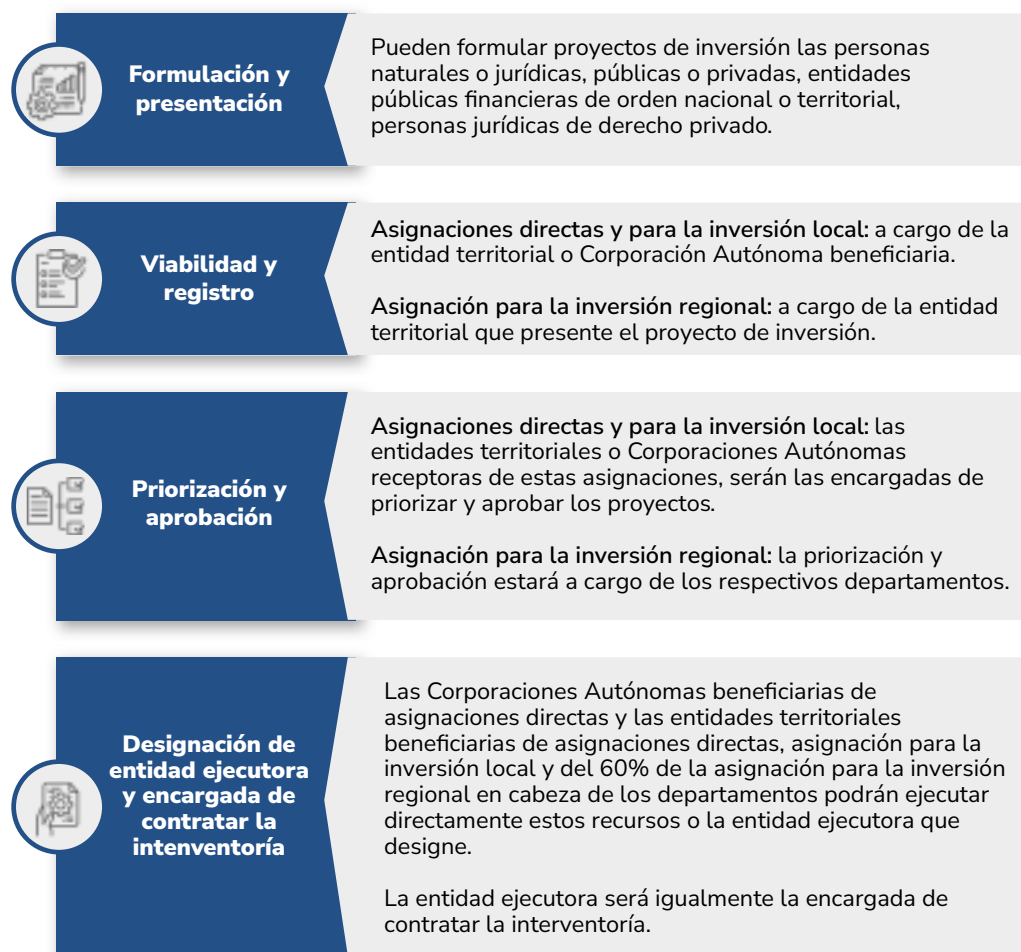 Formulación y
presentación
Pueden formular proyectos de inversión las personas
naturales o jurídicas, públicas o privadas, entidades
públicas financieras de orden nacional o territorial,
personas jurídicas de derecho privado.
Viabilidad y
registro
Asignaciones directas y para la inversión local: a cargo de la
entidad territorial o Corporación Autónoma beneficiaria.
Asignación para la inversión regional: a cargo de la entidad
territorial que presente el proyecto de inversión.
Priorización y
aprobación
Asignaciones directas y para la inversión local: las
entidades territoriales o Corporaciones Autónomas
receptoras de estas asignaciones, serán las encargadas de
priorizar y aprobar los proyectos.
Asignación para la inversión regional: la priorización y
aprobación estará a cargo de los respectivos departamentos.
Designación de
entidad ejecutora
y encargada de
contratar la
intenventoría
Las Corporaciones Autónomas beneficiarias de
asignaciones directas y las entidades territoriales
beneficiarias de asignaciones directas, asignación para la
inversión local y del 60% de la asignación para la inversión
regional en cabeza de los departamentos podrán ejecutar
directamente estos recursos o la entidad ejecutora que
designe.
La entidad ejecutora será igualmente la encargada de
contratar la interventoría.